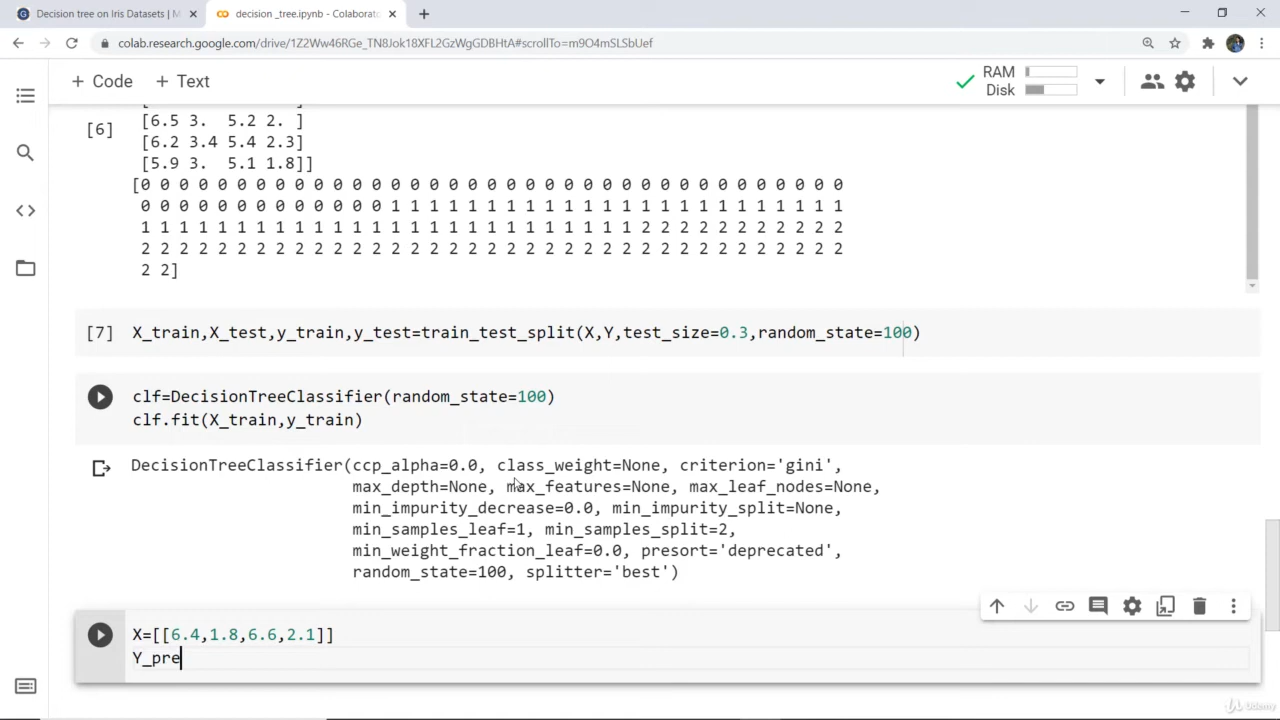 Decision tree on Iris Datasets | M
decision _tree.ipynb - Colaborato
colab.research.google.com/drive/1Z2Ww46RGe_TN8Jok18XFL2GzWgGDBHtA#scrollTo=m9O4mSLSbUef
+ Code + Text
RAM
Disk
[6]
[6.5 3. 5.2 2. ]
[6.2 3.4 5.4 2.3]
[5.9 3. 5.1 1.8]]
[0 0 0 0 0 0 0 0 0 0 0 0 0 0 0 0 0 0 0 0 0 0 0 0 0 0 0 0 0 0 0 0 0 0 0 0 0
0 0 0 0 0 0 0 0 0 0 0 0 0 1 1 1 1 1 1 1 1 1 1 1 1 1 1 1 1 1 1 1 1 1 1 1 1
1 1 1 1 1 1 1 1 1 1 1 1 1 1 1 1 1 1 1 1 1 1 1 1 1 1 2 2 2 2 2 2 2 2 2 2 2
2 2 2 2 2 2 2 2 2 2 2 2 2 2 2 2 2 2 2 2 2 2 2 2 2 2 2 2 2 2 2 2 2 2 2 2 2
2 2]
[7] X_train,X_test,y_train,y_test=train_test_split(X,Y,test_size=0.3,random_state=100)
clf=DecisionTreeClassifier(random_state=100)
clf.fit(X_train,y_train)
DecisionTreeClassifier(ccp_alpha=0.0, class_weight=None, criterion='gini',
max_depth=None, max_features=None, max_leaf_nodes=None,
min_impurity_decrease=0.0, min_impurity_split=None,
min_samples_leaf=1, min_samples_split=2,
min_weight_fraction_leaf=0.0, presort='deprecated',
random_state=100, splitter='best')
X=[[6.4,1.8,6.6,2.1]]
Y_pre
Udemy